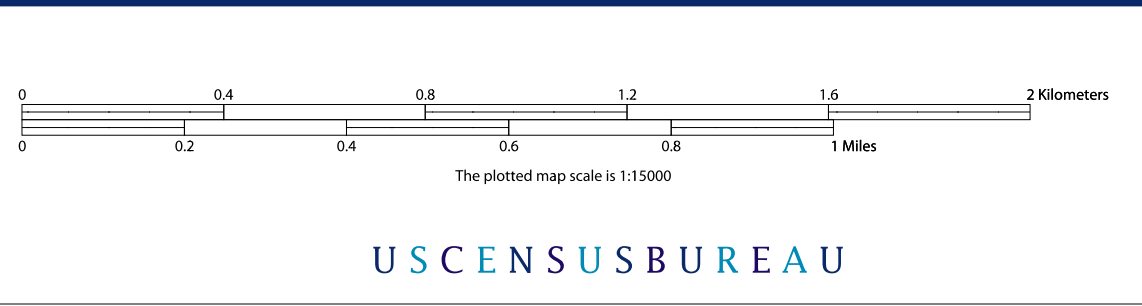 0 0.4 0.8 1.2 1.6 2 Kilometers
0 0.2 0.4 0.6 0.8 1 Miles
The plotted map scale is 1:15000
USCENSUSBUREAU